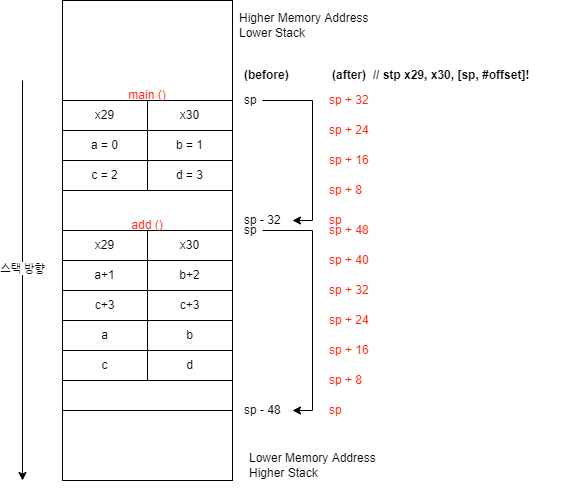 Higher Memory Address
Lower Stack
(before) (after) // stp x29, x30, [sp, #offset]!
main () sp sp + 32
x29 x30
sp + 24
a = 0 b = 1
sp + 16
c = 2 d = 3
sp + 8
add () sp - 32 sp
sp sp + 48
x29 x30
sp + 40
스택 방향 a+1 b+2
sp + 32
c+3 c+3
sp + 24
a b
sp + 16
c d
sp + 8
sp - 48 sp
Lower Memory Address
Higher Stack